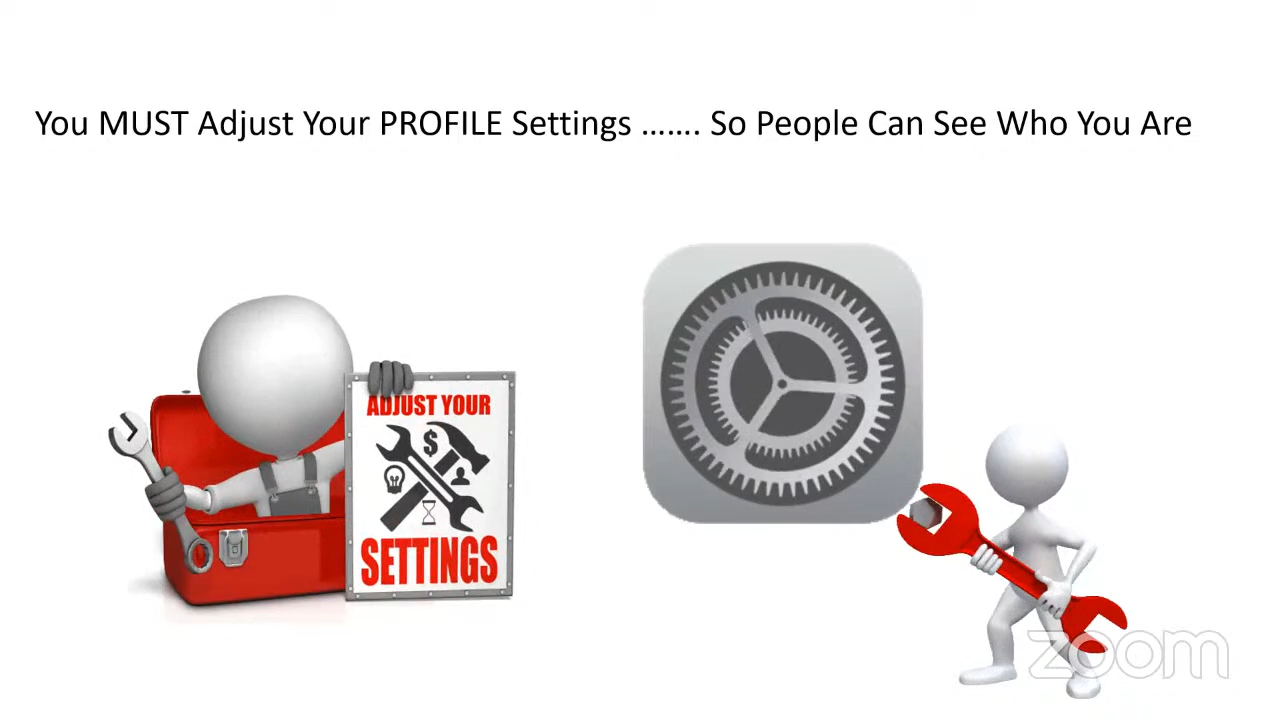 You MUST Adjust Your PROFILE Settings ……. So People Can See Who You Are
ADJUST YOUR
$
SETTINGS
zoom